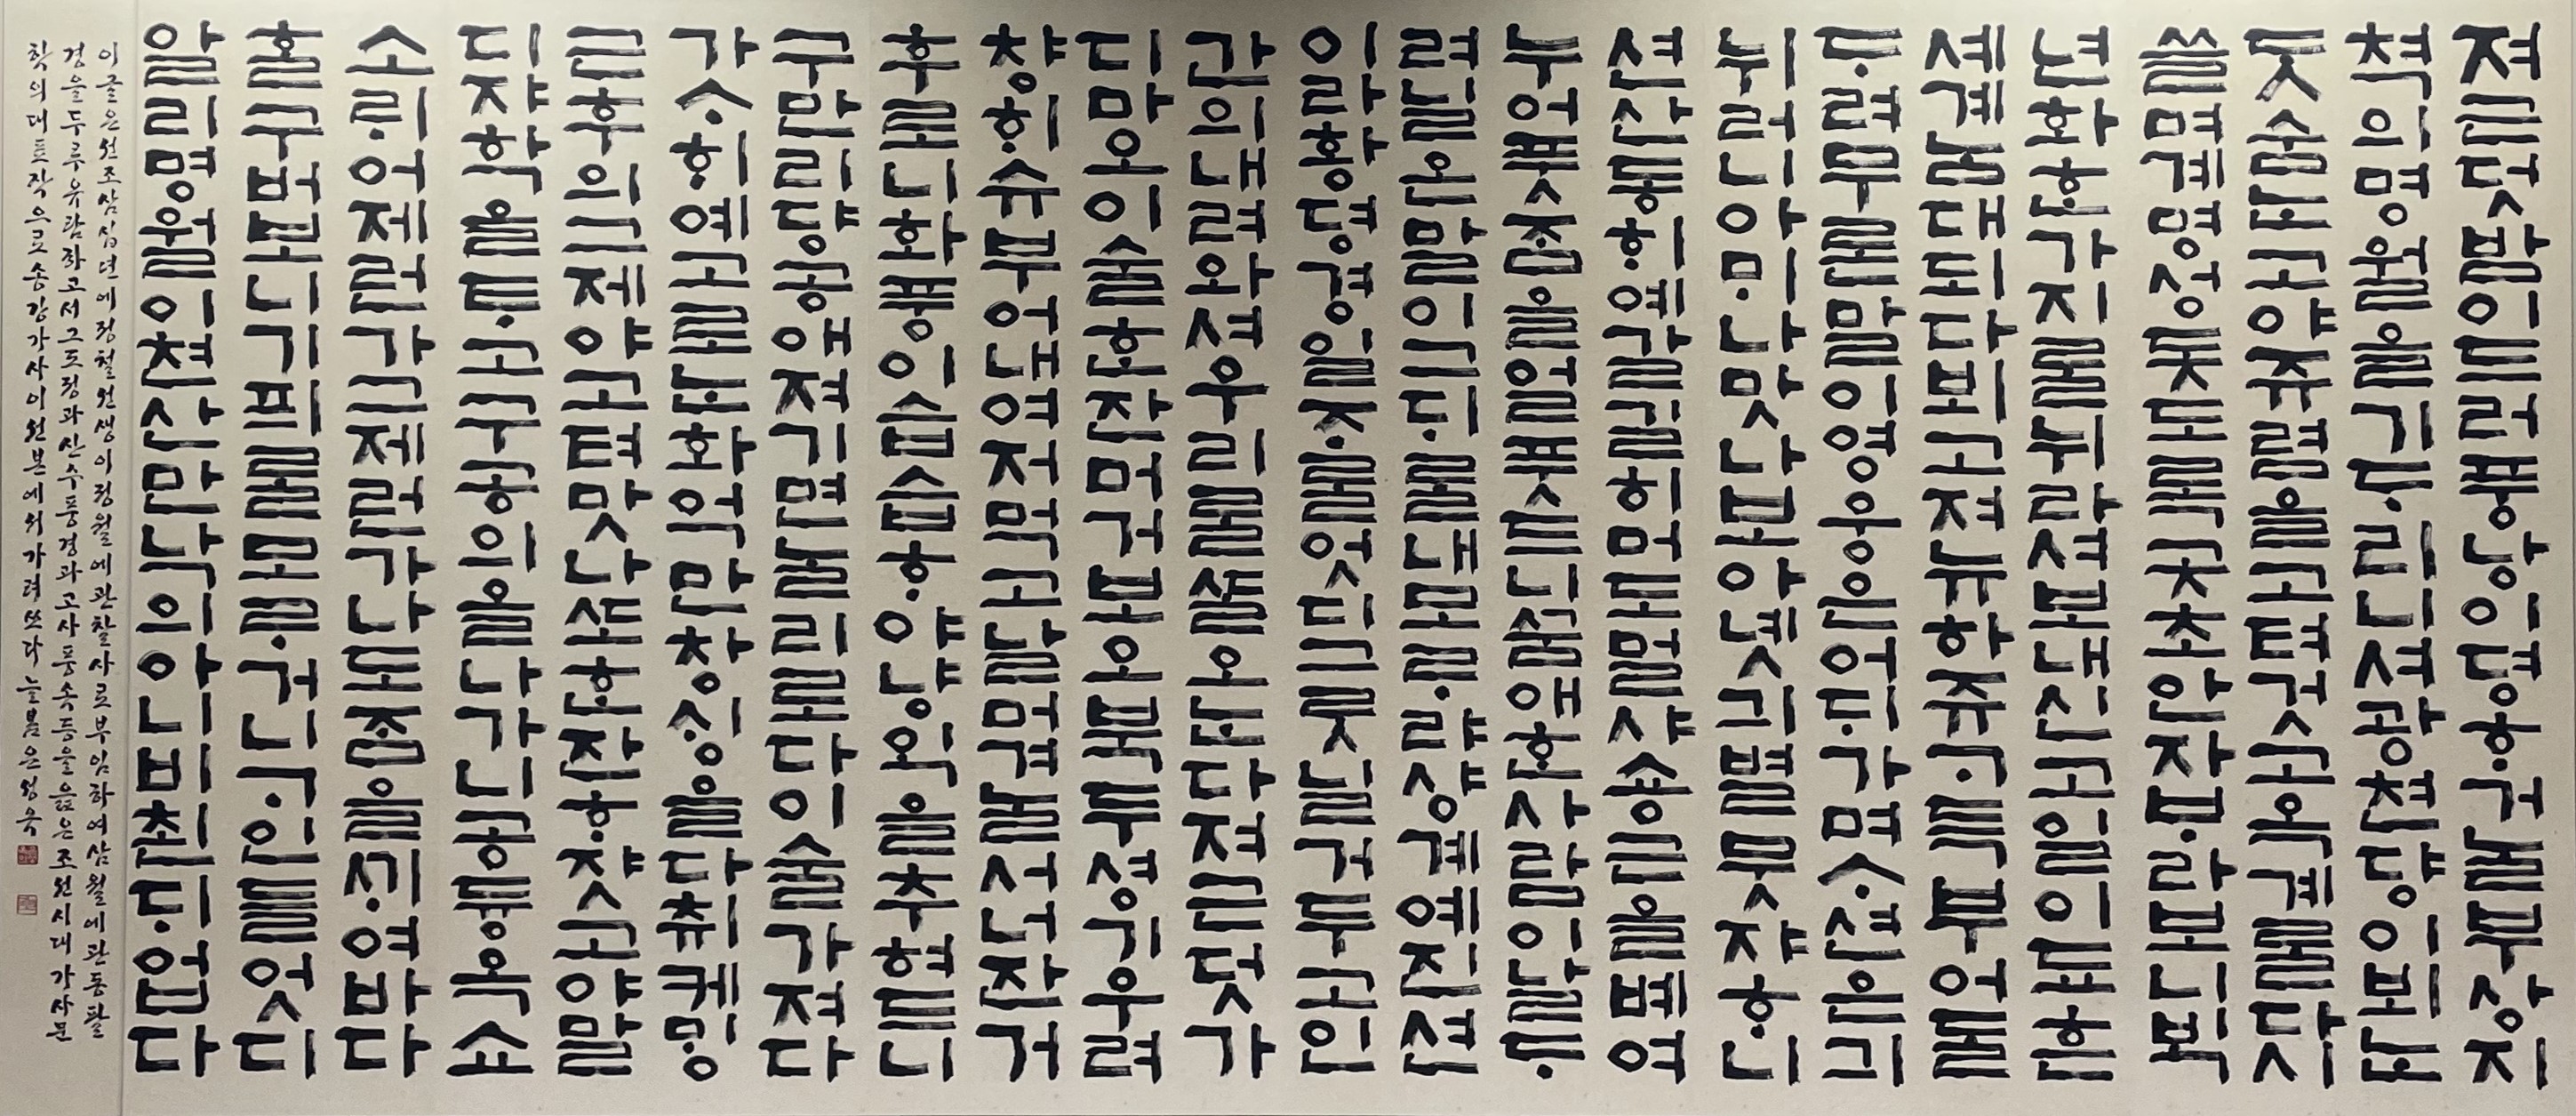 져근덧밤이드러풍낭이뎡ᄒᆞ거ᄂᆞᆯ부상지
쳑의명월을기ᄃᆞ리니셔광쳔댱이뵈ᄂᆞᆫ
ᄃᆞᆺ숨ᄂᆞᆫ고야쥬렴을고텨것고옥계ᄅᆞᆯ다시
쓸며계명셩돗도록곳초안자ᄇᆞ라보니ᄇᆡᆨ
년화ᄒᆞᆫ가지ᄅᆞᆯ뉘라셔보내신고일이됴흔
셰계ᄂᆞᆷ대되다뵈고져뉴하쥬ᄀᆞ득부어ᄃᆞᆯ
ᄃᆞ려무론말이영웅은어ᄃᆡ가며ᄉᆞ션은긔
뉘러니아ᄆᆡ나맛나보아녯긔별뭇쟈ᄒᆞ니
션산동ᄒᆡ예갈길히머도멀샤숑근을베여
누어픗ᄌᆞᆷ을얼픗드니ᄭᅮᆷ애ᄒᆞᆫ사ᄅᆞᆷ이날ᄃᆞ
려닐온말이그ᄃᆡᄅᆞᆯ내모ᄅᆞ랴샹계예진션
이라황뎡경일ᄌᆞᄅᆞᆯ엇디그ᄅᆞᆺ닐거두고인
간의내려와셔우리ᄅᆞᆯᄯᆞᆯ오ᄂᆞᆫ다져근덧가
디마오이술ᄒᆞᆫ잔머거보오븍두셩기우려
챵ᄒᆡ슈부어내여저먹고날머겨ᄂᆞᆯ서너잔거
후로니화풍이습습ᄒᆞ야냥익을추혀드니
구만리댱공애져기면ᄂᆞᆯ리로다이술가져다
가ᄉᆞᄒᆡ예고로ᄂᆞ화억만창ᄉᆡᆼ을다취케ᄆᆡᆼ
근후의그제야고텨맛나ᄯᅩᄒᆞᆫ잔ᄒᆞ쟛고야말
디쟈학을ᄐᆞ고구공의올나가니공듕옥쇼
소ᄅᆡ어제런가그제런가나도ᄌᆞᆷ을ᄭᆡ여바다
ᄒᆞᆯ구버보니기픠ᄅᆞᆯ모ᄅᆞ거니ᄀᆞ인들엇디
알리명월이쳔산만낙의아니비쵠ᄃᆡ업다
이글은선조삼십년에정철선생이정월에관찰사로부임하여삼월에관동팔
경을두루유람하고서그도정과산수풍경과고사풍속등을읊은조선시대가사문
학의대표작으로송강가사이선본에서가려쓰다늘봄은성옥